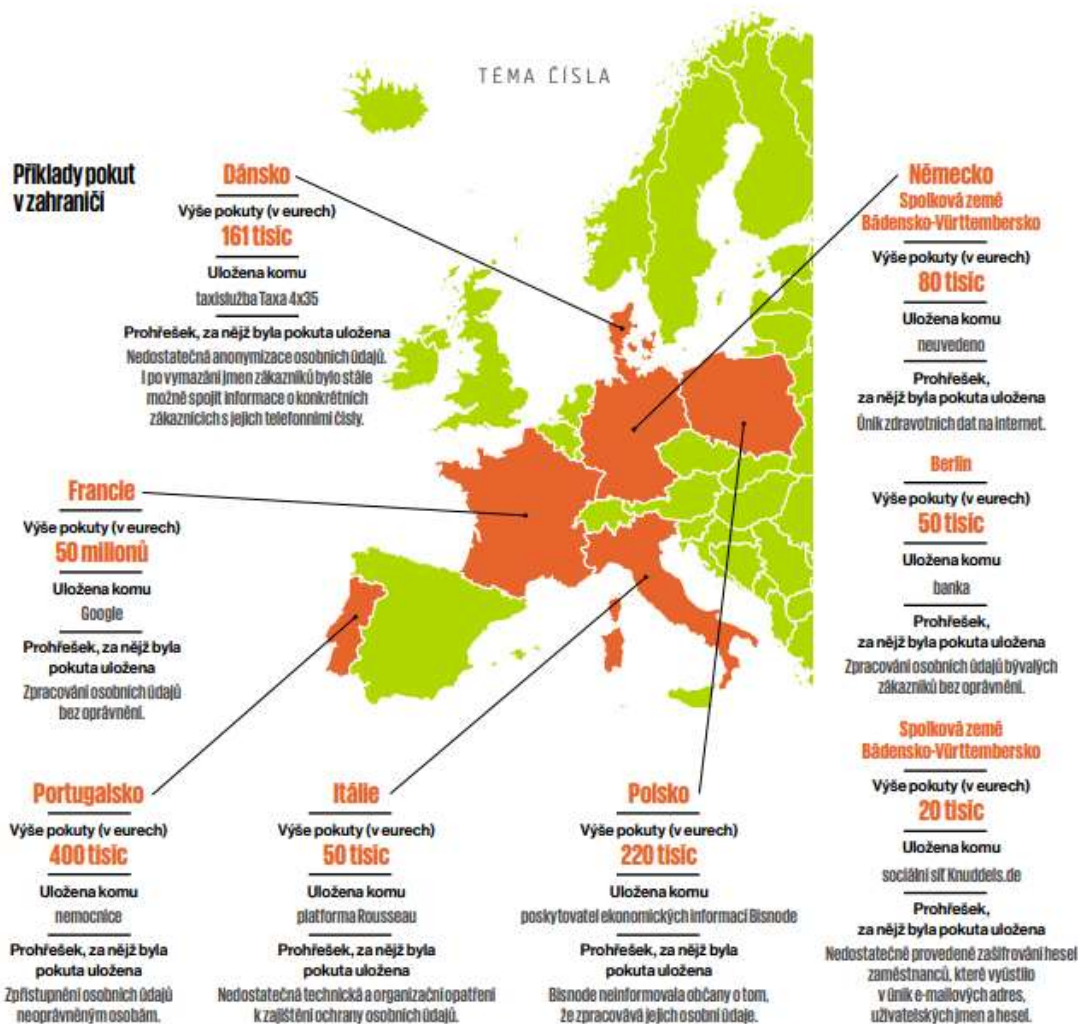 TÉMA ČÍSLA
Příklady pokut
v zahraničí
Dánsko
Výše pokuty (v eurech)
161 tisíc
Uložena komu
taxislužba Taxa 4x35
Prohřešek, za nějž byla pokuta uložena
Nedostatečná anonymizace osobních údajů.
I po vymazání jmen zákazníků bylo stále
možné spojit informace o konkrétních
zákaznících s jejich telefonními čísly.
Francie
Výše pokuty (v eurech)
50 milionů
Uložena komu
Google
Prohřešek, za nějž byla
pokuta uložena
Zpracování osobních údajů
bez oprávnění.
Portugalsko
Výše pokuty (v eurech)
400 tisíc
Uložena komu
nemocnice
Prohřešek, za nějž byla
pokuta uložena
Zpřístupnění osobních údajů
neoprávněným osobám.
Itálie
Výše pokuty (v eurech)
50 tisíc
Uložena komu
platforma Rousseau
Prohřešek, za nějž byla
pokuta uložena
Nedostatečná technická a organizační opatření
k zajištění ochrany osobních údajů.
Polsko
Výše pokuty (v eurech)
220 tisíc
Uložena komu
poskytovatel ekonomických informací Bisnode
Prohřešek, za nějž byla
pokuta uložena
Bisnode neinformovala občany o tom,
že zpracovává jejich osobní údaje.
Německo
Spolková země
Bádensko-Württembersko
Výše pokuty (v eurech)
80 tisíc
Uložena komu
neuvedeno
Prohřešek,
za nějž byla pokuta uložena
Únik zdravotních dat na internet.
Berlín
Výše pokuty (v eurech)
50 tisíc
Uložena komu
banka
Prohřešek,
za nějž byla pokuta uložena
Zpracování osobních údajů bývalých
zákazníků bez oprávnění.
Spolková země
Bádensko-Württembersko
Výše pokuty (v eurech)
20 tisíc
Uložena komu
sociální síť Knuddels.de
Prohřešek,
za nějž byla pokuta uložena
Nedostatečně provedené zašifrování hesel
zaměstnanců, které vyústilo
v únik e-mailových adres,
uživatelských jmen a hesel.